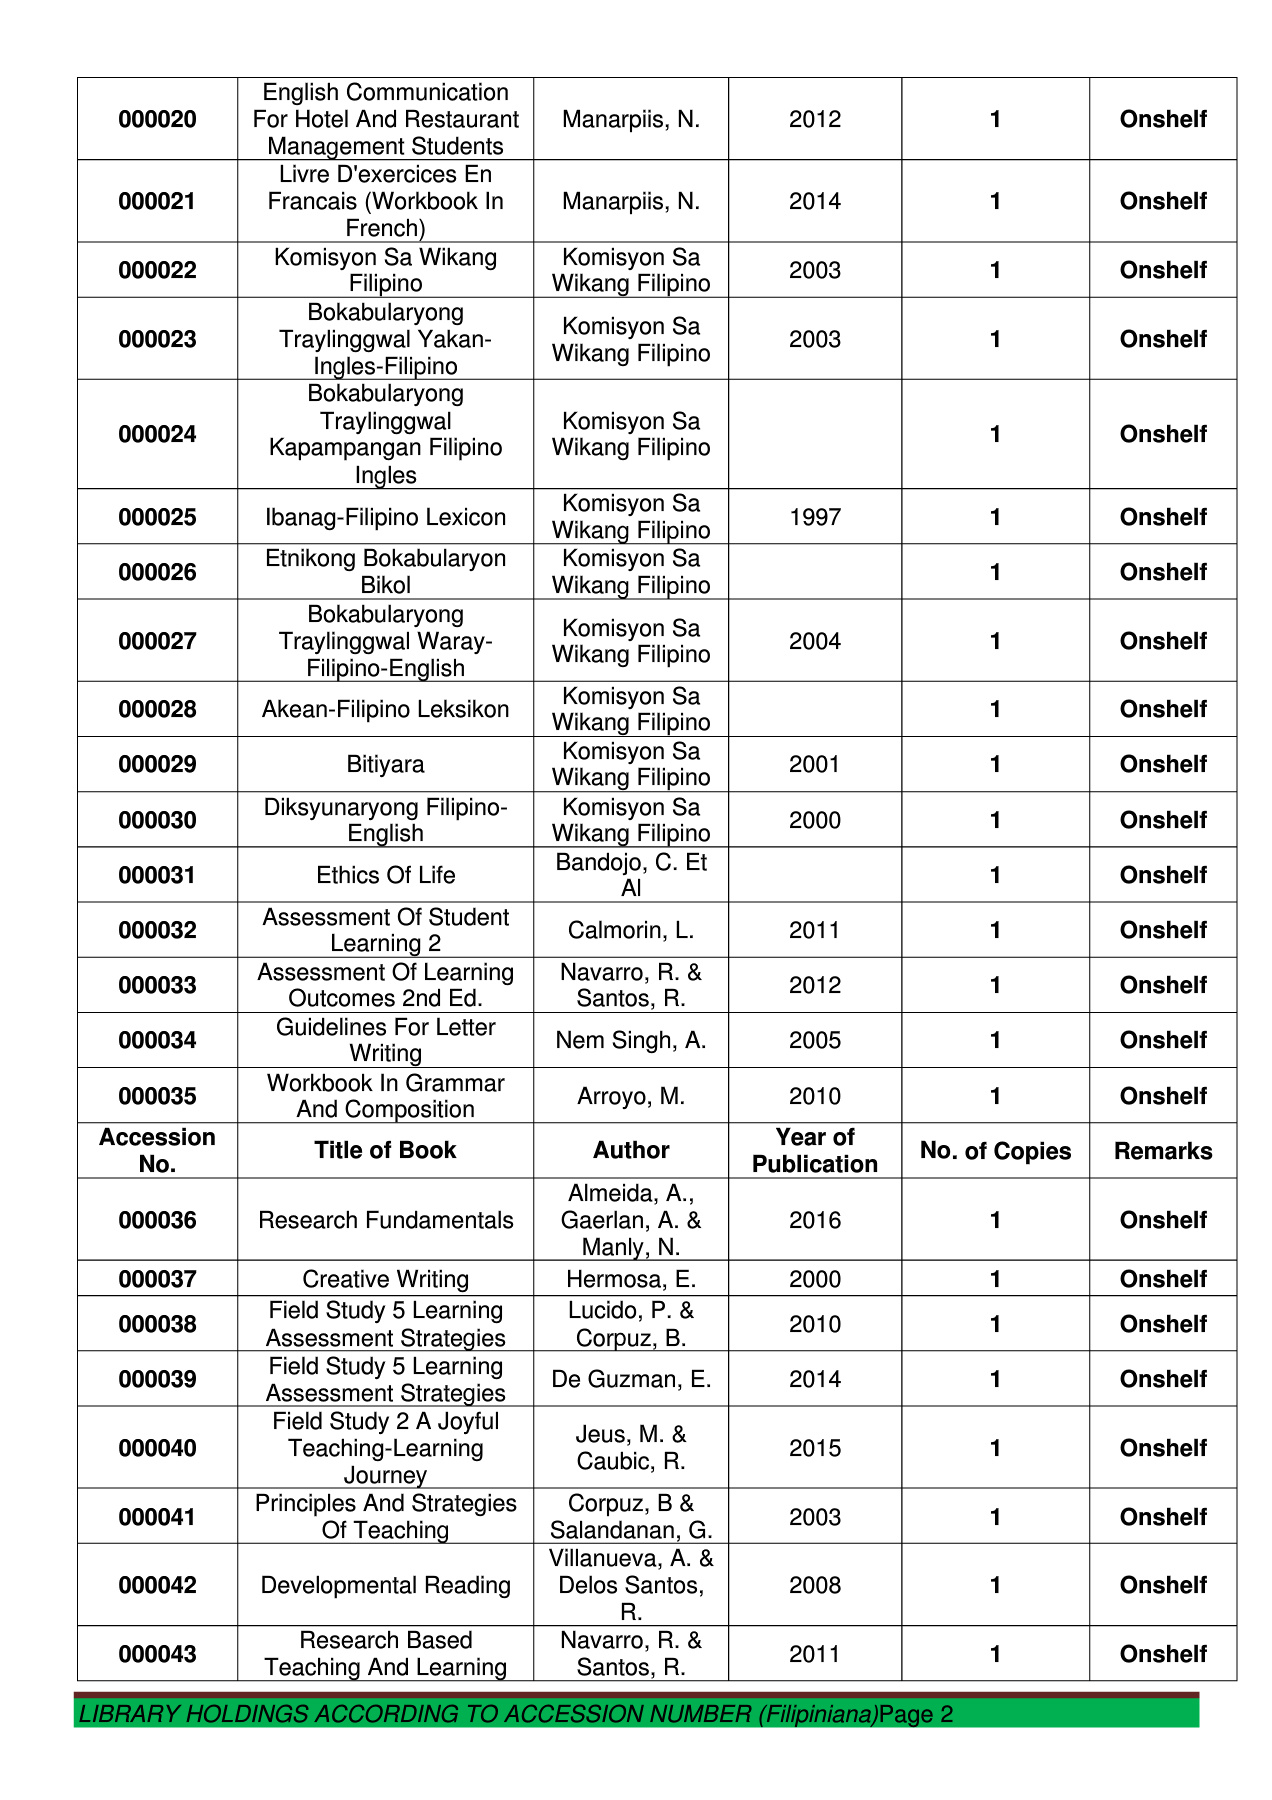 000020 English Communication For Hotel And Restaurant Management Students Manarpiis, N. 2012 1 Onshelf
000021 Livre D'exercices En Francais (Workbook In French) Manarpiis, N. 2014 1 Onshelf
000022 Komisyon Sa Wikang Filipino Komisyon Sa Wikang Filipino 2003 1 Onshelf
000023 Bokabularyong Traylinggwal Yakan-Ingles-Filipino Komisyon Sa Wikang Filipino 2003 1 Onshelf
000024 Bokabularyong Traylinggwal Kapampangan Filipino Ingles Komisyon Sa Wikang Filipino 1 Onshelf
000025 Ibanag-Filipino Lexicon Komisyon Sa Wikang Filipino 1997 1 Onshelf
000026 Etnikong Bokabularyon Bikol Komisyon Sa Wikang Filipino 1 Onshelf
000027 Bokabularyong Traylinggwal Waray-Filipino-English Komisyon Sa Wikang Filipino 2004 1 Onshelf
000028 Akean-Filipino Leksikon Komisyon Sa Wikang Filipino 1 Onshelf
000029 Bitiyara Komisyon Sa Wikang Filipino 2001 1 Onshelf
000030 Diksyunaryong Filipino-English Komisyon Sa Wikang Filipino 2000 1 Onshelf
000031 Ethics Of Life Bandojo, C. Et Al 1 Onshelf
000032 Assessment Of Student Learning 2 Calmorin, L. 2011 1 Onshelf
000033 Assessment Of Learning Outcomes 2nd Ed. Navarro, R. & Santos, R. 2012 1 Onshelf
000034 Guidelines For Letter Writing Nem Singh, A. 2005 1 Onshelf
000035 Workbook In Grammar And Composition Arroyo, M. 2010 1 Onshelf
Accession No. Title of Book Author Year of Publication No. of Copies Remarks
000036 Research Fundamentals Almeida, A., Gaerlan, A. & Manly, N. 2016 1 Onshelf
000037 Creative Writing Hermosa, E. 2000 1 Onshelf
000038 Field Study 5 Learning Assessment Strategies Lucido, P. & Corpuz, B. 2010 1 Onshelf
000039 Field Study 5 Learning Assessment Strategies De Guzman, E. 2014 1 Onshelf
000040 Field Study 2 A Joyful Teaching-Learning Journey Jeus, M. & Caubic, R. 2015 1 Onshelf
000041 Principles And Strategies Of Teaching Corpuz, B & Salandanan, G. 2003 1 Onshelf
000042 Developmental Reading Villanueva, A. & Delos Santos, R. 2008 1 Onshelf
000043 Research Based Teaching And Learning Navarro, R. & Santos, R. 2011 1 Onshelf
LIBRARY HOLDINGS ACCORDING TO ACCESSION NUMBER (Filipiniana)Page 2